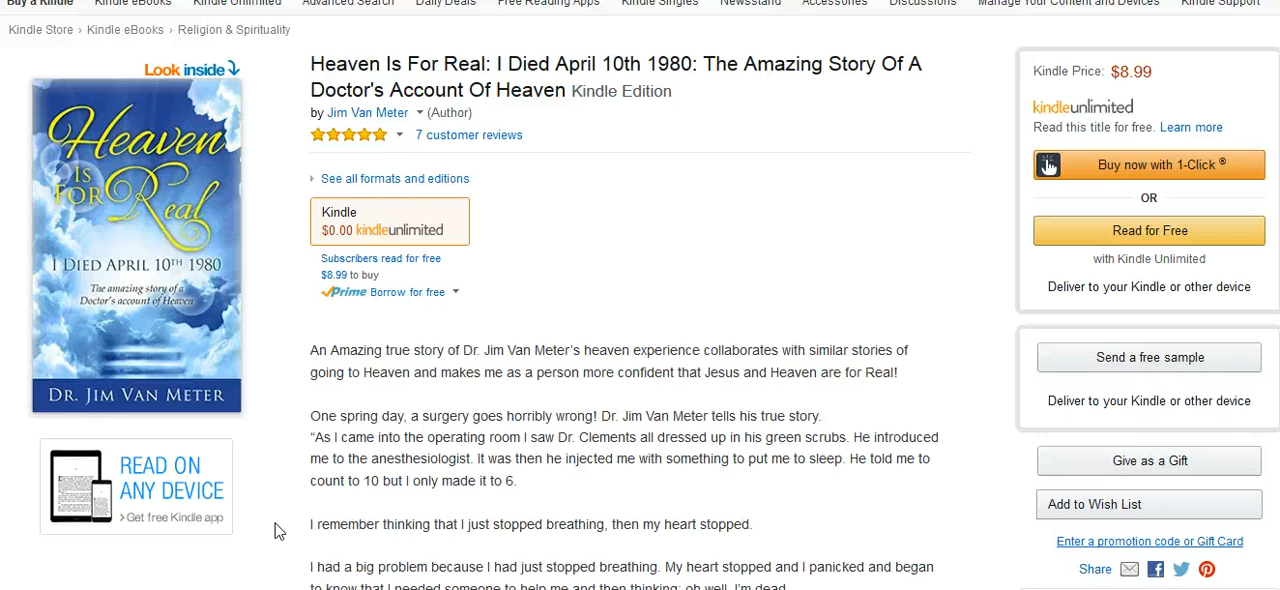 Buy a Kindle Kindle eBooks Kindle Unlimited Advanced Search Daily Deals Free Reading Apps Kindle Singles Newsstand Accessories Discussions Manage Your Content and Devices Kindle Support
Kindle Store › Kindle eBooks › Religion & Spirituality
Look inside
Heaven
IS
FOR
Real
I DIED APRIL 10TH 1980
The amazing story of a
Doctor's account of Heaven
DR. JIM VAN METER
READ ON
ANY DEVICE
›Get free Kindle app
Heaven Is For Real: I Died April 10th 1980: The Amazing Story Of A
Doctor's Account Of Heaven Kindle Edition
by Jim Van Meter (Author)
7 customer reviews
See all formats and editions
Kindle
$0.00 kindleunlimited
Subscribers read for free
$8.99 to buy
Prime Borrow for free
An Amazing true story of Dr. Jim Van Meter’s heaven experience collaborates with similar stories of
going to Heaven and makes me as a person more confident that Jesus and Heaven are for Real!
One spring day, a surgery goes horribly wrong! Dr. Jim Van Meter tells his true story.
“As I came into the operating room I saw Dr. Clements all dressed up in his green scrubs. He introduced
me to the anesthesiologist. It was then he injected me with something to put me to sleep. He told me to
count to 10 but I only made it to 6.
I remember thinking that I just stopped breathing, then my heart stopped.
I had a big problem because I had just stopped breathing. My heart stopped and I panicked and began
to know that I needed someone to help me and then thinking; oh well, I'm dead
Kindle Price: $8.99
kindleunlimited
Read this title for free. Learn more
Buy now with 1-Click ®
OR
Read for Free
with Kindle Unlimited
Deliver to your Kindle or other device
Send a free sample
Deliver to your Kindle or other device
Give as a Gift
Add to Wish List
Enter a promotion code or Gift Card
Share